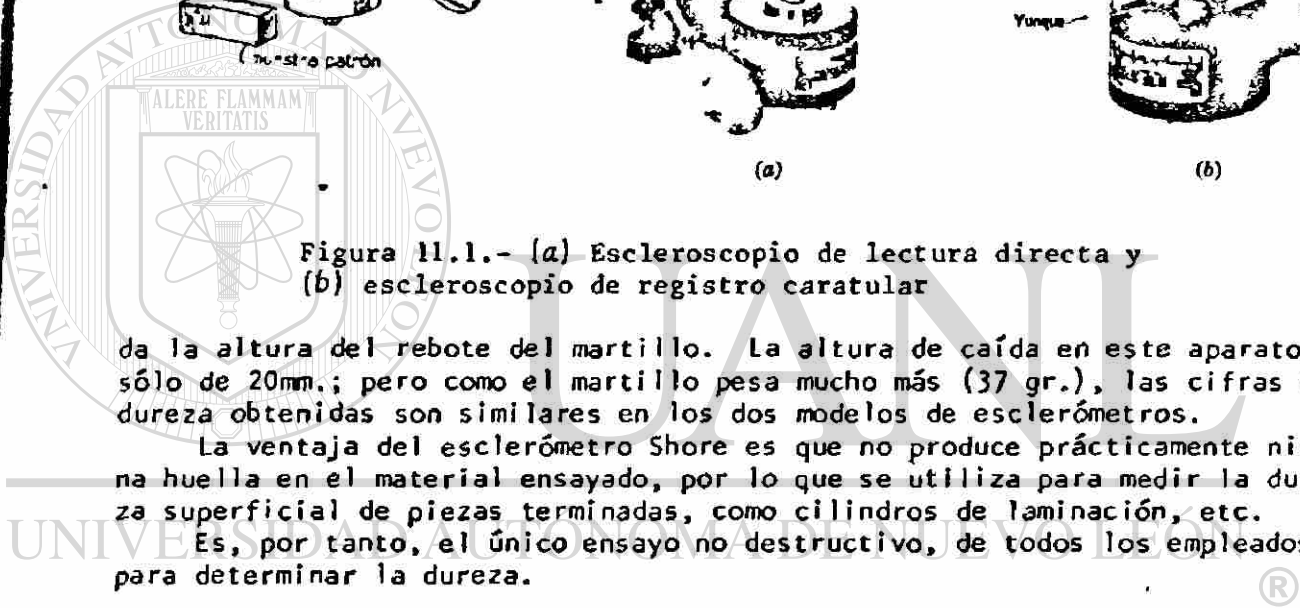 muestra patrón
Yunque
(a)
(b)
Figura 11.1.- (a) Escleroscopio de lectura directa y
(b) escleroscopio de registro caratular
da la altura del rebote del martillo. La altura de caída en este aparato
sólo de 20mm.; pero como el martillo pesa mucho más (37 gr.), las cifras
dureza obtenidas son similares en los dos modelos de esclerómetros.
La ventaja del esclerómetro Shore es que no produce prácticamente ni
na huella en el material ensayado, por lo que se utiliza para medir la du
za superficial de piezas terminadas, como cilindros de laminación, etc.
Es, por tanto, el único ensayo no destructivo, de todos los empleados
para determinar la dureza.
UNIVERSIDAD AUTONOMA DE NUEVO LEON
ALERE FLAMMAM
VERITATIS
UANL
UNIVERSIDAD AUTÓNOMA DE NUEVO LEÓN
®